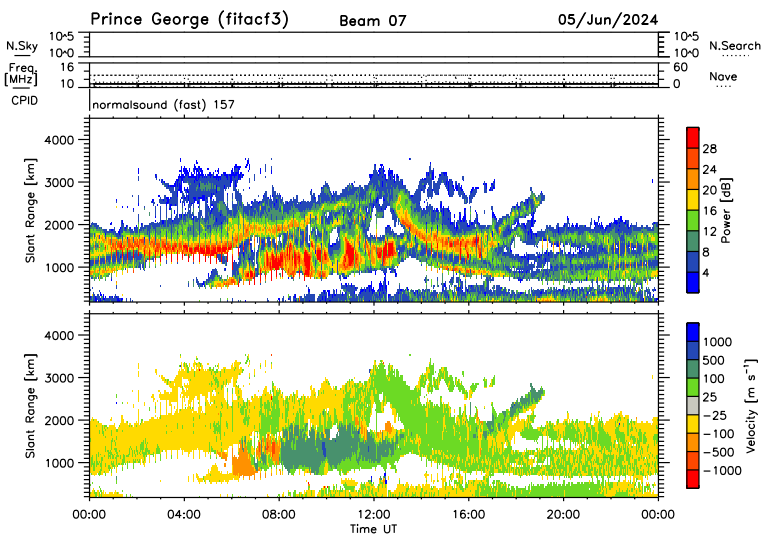 Prince George (fitacf3) Beam 07 05/Jun/2024
N.Sky 10^5 10^0 10^5 10^0 N.Search
Freq. [MHz] 16 10 60 0 Nave
CPID normalsound (fast) 157
Slant Range [km]
4000
3000
2000
1000
28
24
20
16
12
8
4
Power [dB]
Slant Range [km]
4000
3000
2000
1000
1000
500
100
25
−25
−100
−500
−1000
Velocity [m s⁻¹]
00:00 04:00 08:00 12:00 16:00 20:00 00:00
Time UT